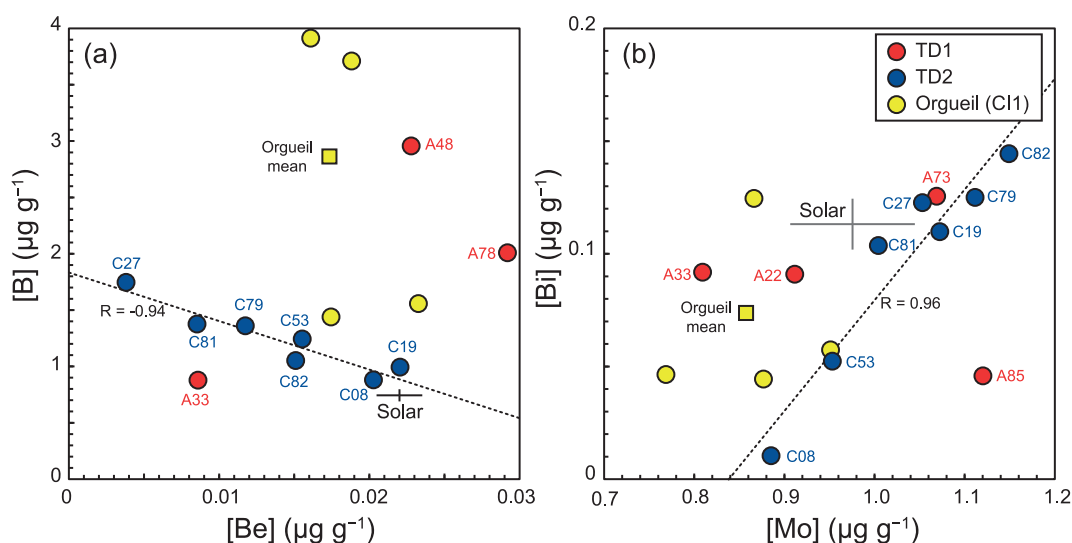 (a)
4
3
2
1
0
[B] (µg g⁻¹)
Orgueil
mean
A48
A78
C27
R = -0.94
C81
C79
C53
C82
C19
C08
A33
Solar
0
0.01
0.02
0.03
[Be] (µg g⁻¹)
(b)
0.2
0.1
0
[Bi] (µg g⁻¹)
TD1
TD2
Orgueil (CI1)
C82
A73
C27
C79
Solar
C19
C81
A33
A22
Orgueil
mean
R = 0.96
C53
A85
C08
0.7
0.8
0.9
1.0
1.1
1.2
[Mo] (µg g⁻¹)